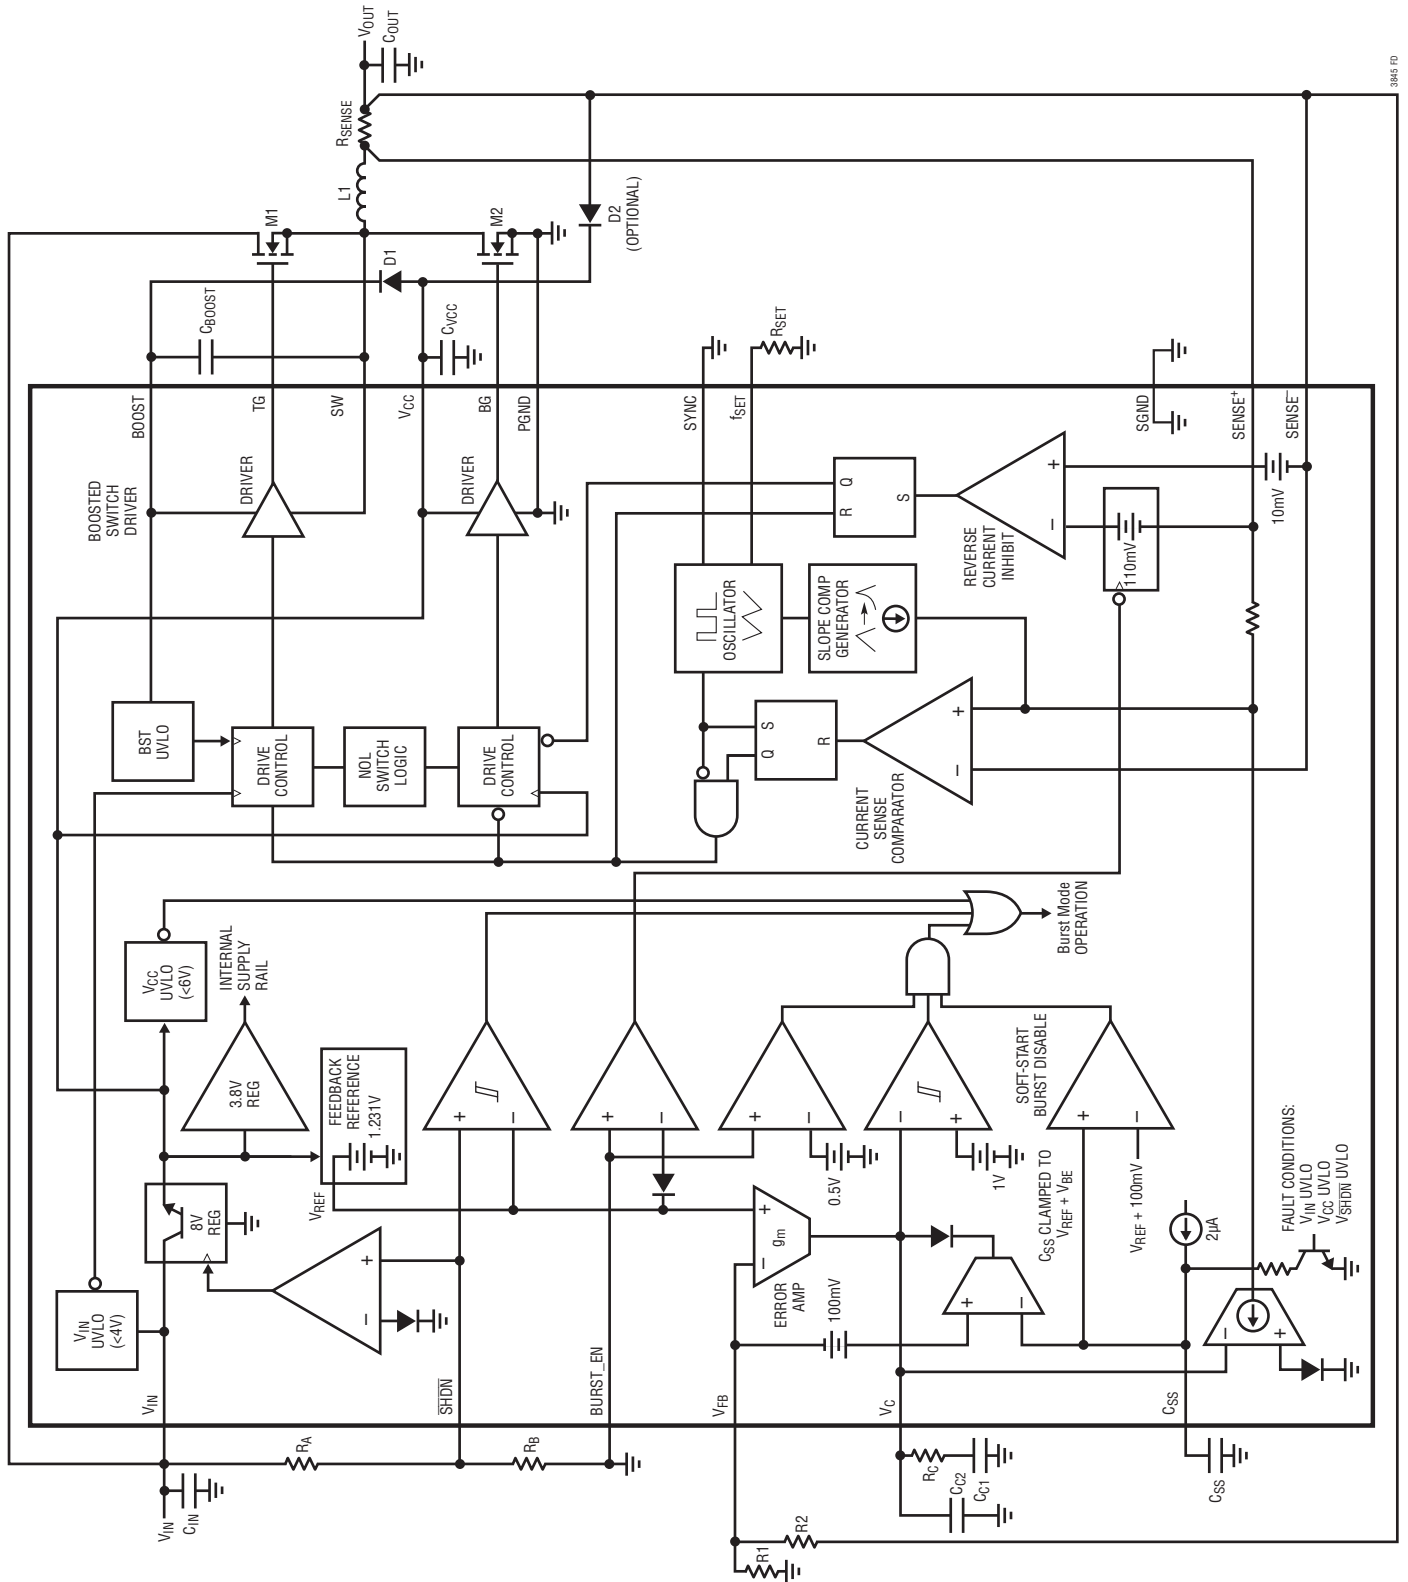 3845 FD
VOUT
COUT
RSENSE
L1
M1
M2
D1
D2
(OPTIONAL)
CBOOST
CVCC
RSET
BOOST
TG
SW
VCC
BG
PGND
SYNC
fSET
SGND
SENSE+
SENSE–
BOOSTED
SWITCH
DRIVER
DRIVER
DRIVER
BST
UVLO
DRIVE
CONTROL
NOL
SWITCH
LOGIC
DRIVE
CONTROL
OSCILLATOR
SLOPE COMP
GENERATOR
Q
R
S
REVERSE
CURRENT
INHIBIT
+
–
10mV
110mV
S
Q
R
CURRENT
SENSE
COMPARATOR
+
–
VCC
UVLO
(<6V)
INTERNAL
SUPPLY
RAIL
3.8V
REG
FEEDBACK
REFERENCE
1.231V
VREF
8V
REG
VIN
UVLO
(<4V)
+
–
+
–
+
–
+
–
0.5V
–
+
1V
Burst Mode
OPERATION
SOFT-START
BURST DISABLE
+
–
VREF + 100mV
CSS CLAMPED TO
VREF + VBE
+
gm
–
ERROR
AMP
100mV
+
–
2µA
FAULT CONDITIONS:
VIN UVLO
VCC UVLO
VSHDN UVLO
–
+
VIN
SHDN
BURST_EN
VFB
VC
CSS
VIN
CIN
RA
RB
R1
R2
RC
CC2
CC1
CSS